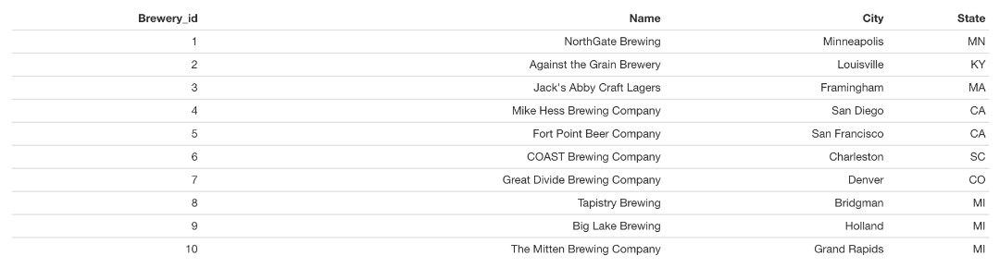 Brewery_id Name City State
1 NorthGate Brewing Minneapolis MN
2 Against the Grain Brewery Louisville KY
3 Jack's Abby Craft Lagers Framingham MA
4 Mike Hess Brewing Company San Diego CA
5 Fort Point Beer Company San Francisco CA
6 COAST Brewing Company Charleston SC
7 Great Divide Brewing Company Denver CO
8 Tapistry Brewing Bridgman MI
9 Big Lake Brewing Holland MI
10 The Mitten Brewing Company Grand Rapids MI